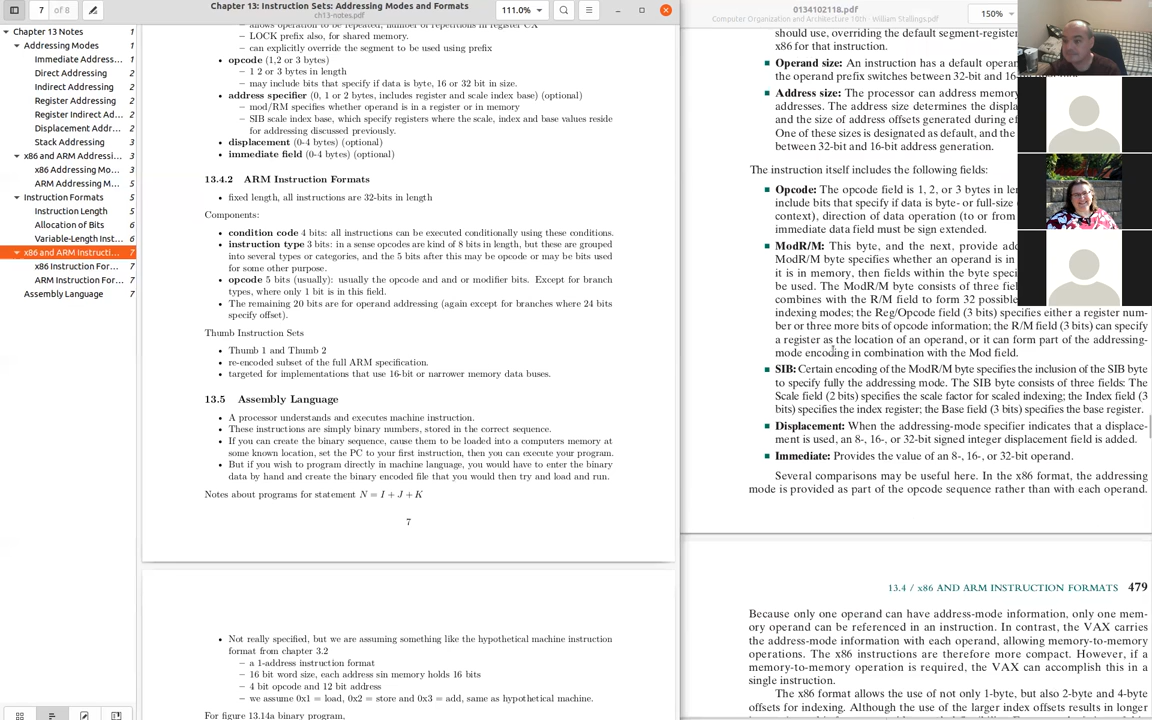 7 of 8
Chapter 13: Instruction Sets: Addressing Modes and Formats
ch13-notes.pdf
111.0%
Chapter 13 Notes 1
Addressing Modes 1
Immediate Address... 1
Direct Addressing 2
Indirect Addressing 2
Register Addressing 2
Register Indirect Ad... 2
Displacement Addr... 2
Stack Addressing 3
x86 and ARM Addressi... 3
x86 Addressing Mo... 3
ARM Addressing M... 5
Instruction Formats 5
Instruction Length 5
Allocation of Bits 6
Variable-Length Inst... 6
x86 and ARM Instructi... 7
x86 Instruction For... 7
ARM Instruction For... 7
Assembly Language 7
allows operation to be repeated, number of repetitions in register CX
– LOCK prefix also, for shared memory.
– can explicitly override the segment to be used using prefix
• opcode (1,2 or 3 bytes)
– 1 2 or 3 bytes in length
– may include bits that specify if data is byte, 16 or 32 bit in size.
• address specifier (0, 1 or 2 bytes, includes register and scale index base) (optional)
– mod/RM specifies whether operand is in a register or in memory
– SIB scale index base, which specify registers where the scale, index and base values reside
for addressing discussed previously.
• displacement (0-4 bytes) (optional)
• immediate field (0-4 bytes) (optional)
13.4.2 ARM Instruction Formats
• fixed length, all instructions are 32-bits in length
Components:
• condition code 4 bits: all instructions can be executed conditionally using these conditions.
• instruction type 3 bits: in a sense opcodes are kind of 8 bits in length, but these are grouped
into several types or categories, and the 5 bits after this may be opcode or may be bits used
for some other purpose.
• opcode 5 bits (usually): usually the opcode and and or modifier bits. Except for branch
types, where only 1 bit is in this field.
• The remaining 20 bits are for operand addressing (again except for branches where 24 bits
specify offset).
Thumb Instruction Sets
• Thumb 1 and Thumb 2
• re-encoded subset of the full ARM specification.
• targeted for implementations that use 16-bit or narrower memory data buses.
13.5 Assembly Language
• A processor understands and executes machine instruction.
• These instructions are simply binary numbers, stored in the correct sequence.
• If you can create the binary sequence, cause them to be loaded into a computers memory at
some known location, set the PC to your first instruction, then you can execute your program.
• But if you wish to program directly in machine language, you would have to enter the binary
data by hand and create the binary encoded file that you would then try and load and run.
Notes about programs for statement N = I + J + K
7
• Not really specified, but we are assuming something like the hypothetical machine instruction
format from chapter 3.2
– a 1-address instruction format
– 16 bit word size, each address sin memory holds 16 bits
– 4 bit opcode and 12 bit address
– we assume 0x1 = load, 0x2 = store and 0x3 = add, same as hypothetical machine.
For figure 13.14a binary program,
0134102118.pdf
Computer Organization and Architecture 10th - William Stallings.pdf
150%
should use, overriding the default segment-regist
x86 for that instruction.
■ Operand size: An instruction has a default operan
the operand prefix switches between 32-bit and 16
■ Address size: The processor can address memory
addresses. The address size determines the displa
and the size of address offsets generated during ef
One of these sizes is designated as default, and the
between 32-bit and 16-bit address generation.
The instruction itself includes the following fields:
■ Opcode: The opcode field is 1, 2, or 3 bytes in ler
include bits that specify if data is byte- or full-size (
context), direction of data operation (to or from
immediate data field must be sign extended.
■ ModR/M: This byte, and the next, provide add
ModR/M byte specifies whether an operand is in
it is in memory, then fields within the byte speci
be used. The ModR/M byte consists of three fiel
combines with the R/M field to form 32 possible
indexing modes; the Reg/Opcode field (3 bits) specifies either a register num-
ber or three more bits of opcode information; the R/M field (3 bits) can specify
a register as the location of an operand, or it can form part of the addressing-
mode encoding in combination with the Mod field.
■ SIB: Certain encoding of the ModR/M byte specifies the inclusion of the SIB byte
to specify fully the addressing mode. The SIB byte consists of three fields: The
Scale field (2 bits) specifies the scale factor for scaled indexing; the Index field (3
bits) specifies the index register; the Base field (3 bits) specifies the base register.
■ Displacement: When the addressing-mode specifier indicates that a displace-
ment is used, an 8-, 16-, or 32-bit signed integer displacement field is added.
■ Immediate: Provides the value of an 8-, 16-, or 32-bit operand.
Several comparisons may be useful here. In the x86 format, the addressing
mode is provided as part of the opcode sequence rather than with each operand.
13.4 / x86 AND ARM INSTRUCTION FORMATS 479
Because only one operand can have address-mode information, only one mem-
ory operand can be referenced in an instruction. In contrast, the VAX carries
the address-mode information with each operand, allowing memory-to-memory
operations. The x86 instructions are therefore more compact. However, if a
memory-to-memory operation is required, the VAX can accomplish this in a
single instruction.
The x86 format allows the use of not only 1-byte, but also 2-byte and 4-byte
offsets for indexing. Although the use of the larger index offsets results in longer